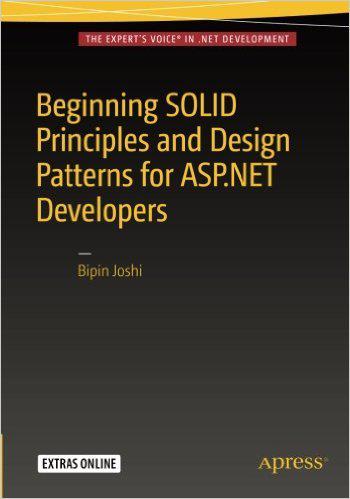 THE EXPERT'S VOICE® IN .NET DEVELOPMENT
Beginning SOLID
Principles and Design
Patterns for ASP.NET
Developers
Bipin Joshi
EXTRAS ONLINE
Apress®